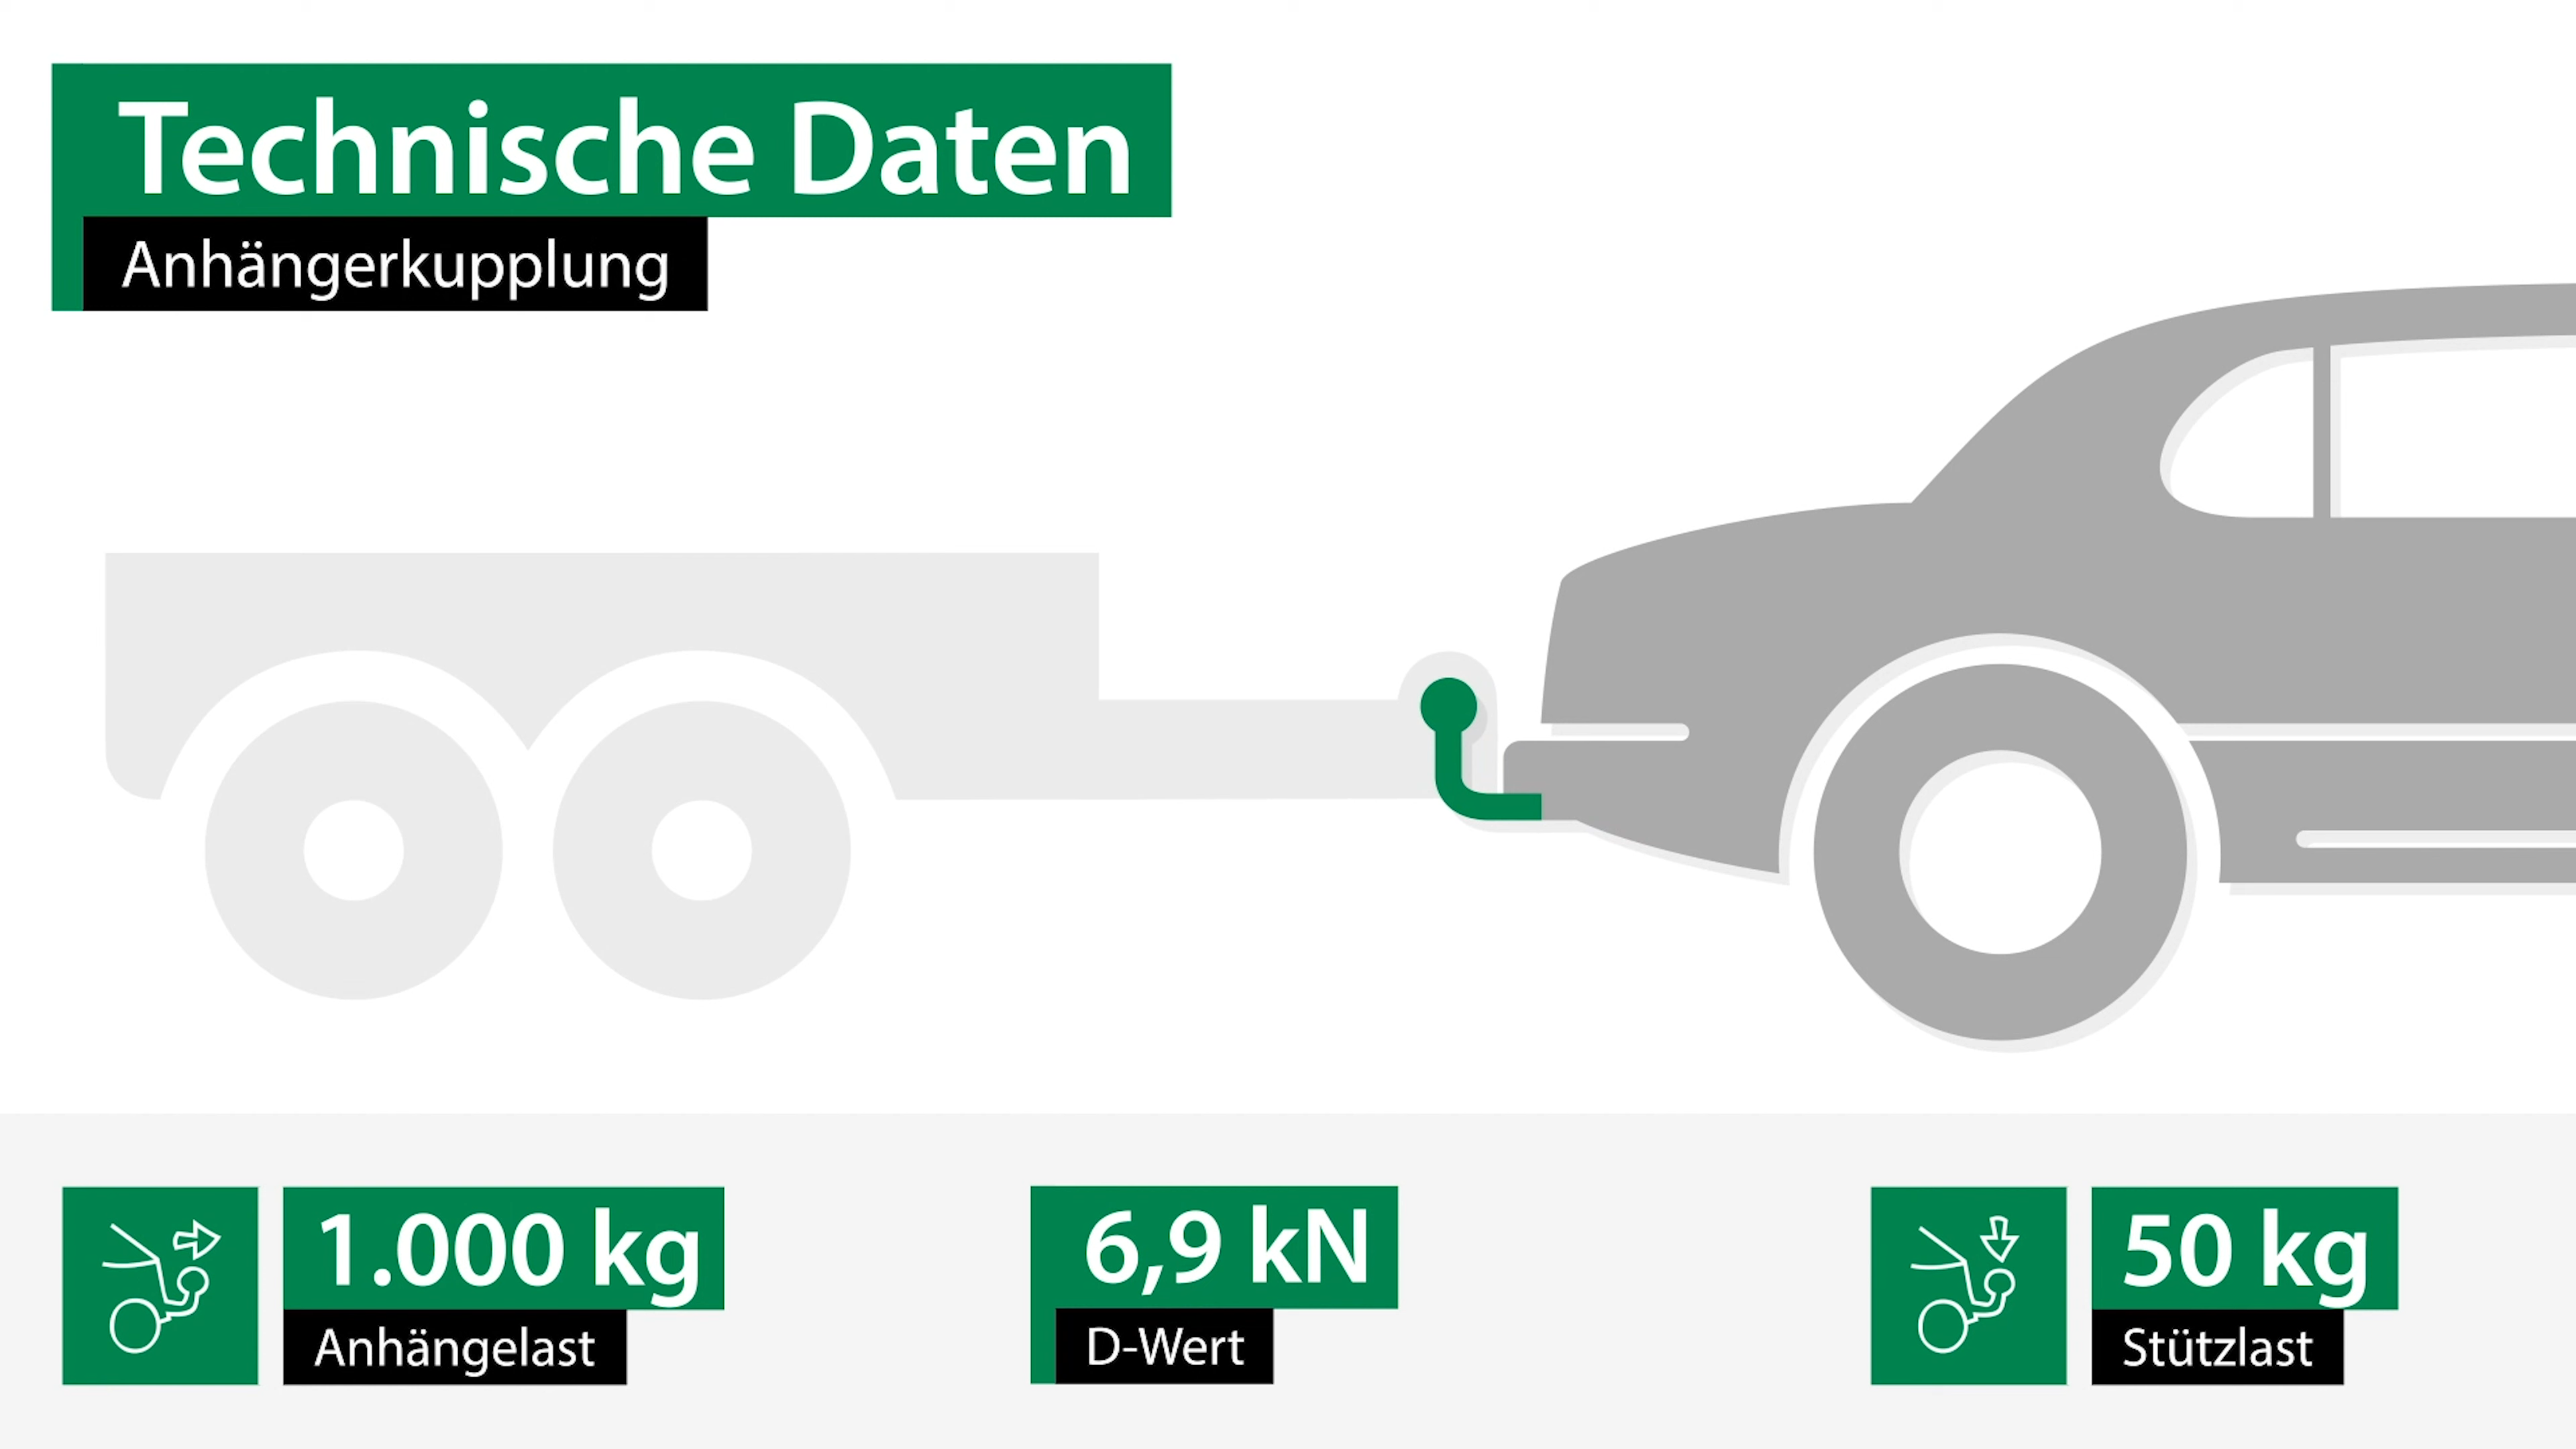 Technische Daten
Anhängerkupplung
1.000 kg
Anhängelast
6,9 kN
D-Wert
50 kg
Stützlast